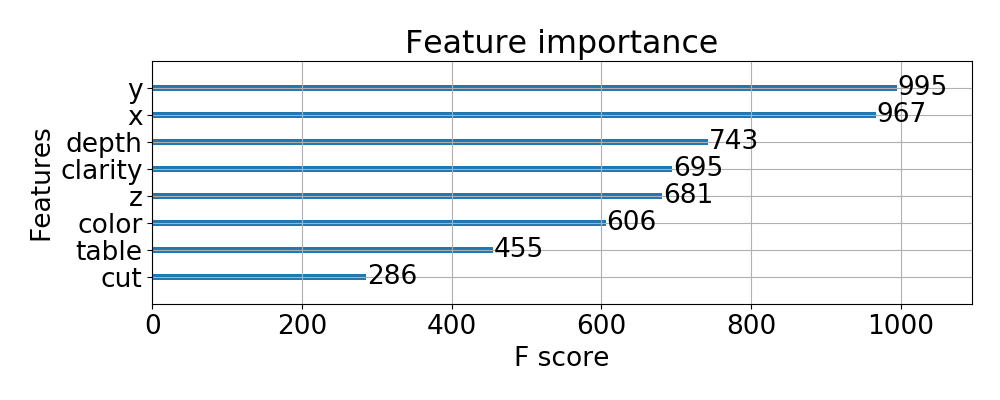 Feature importance
Features
y 995
x 967
depth 743
clarity 695
z 681
color 606
table 455
cut 286
0 200 400 600 800 1000
F score